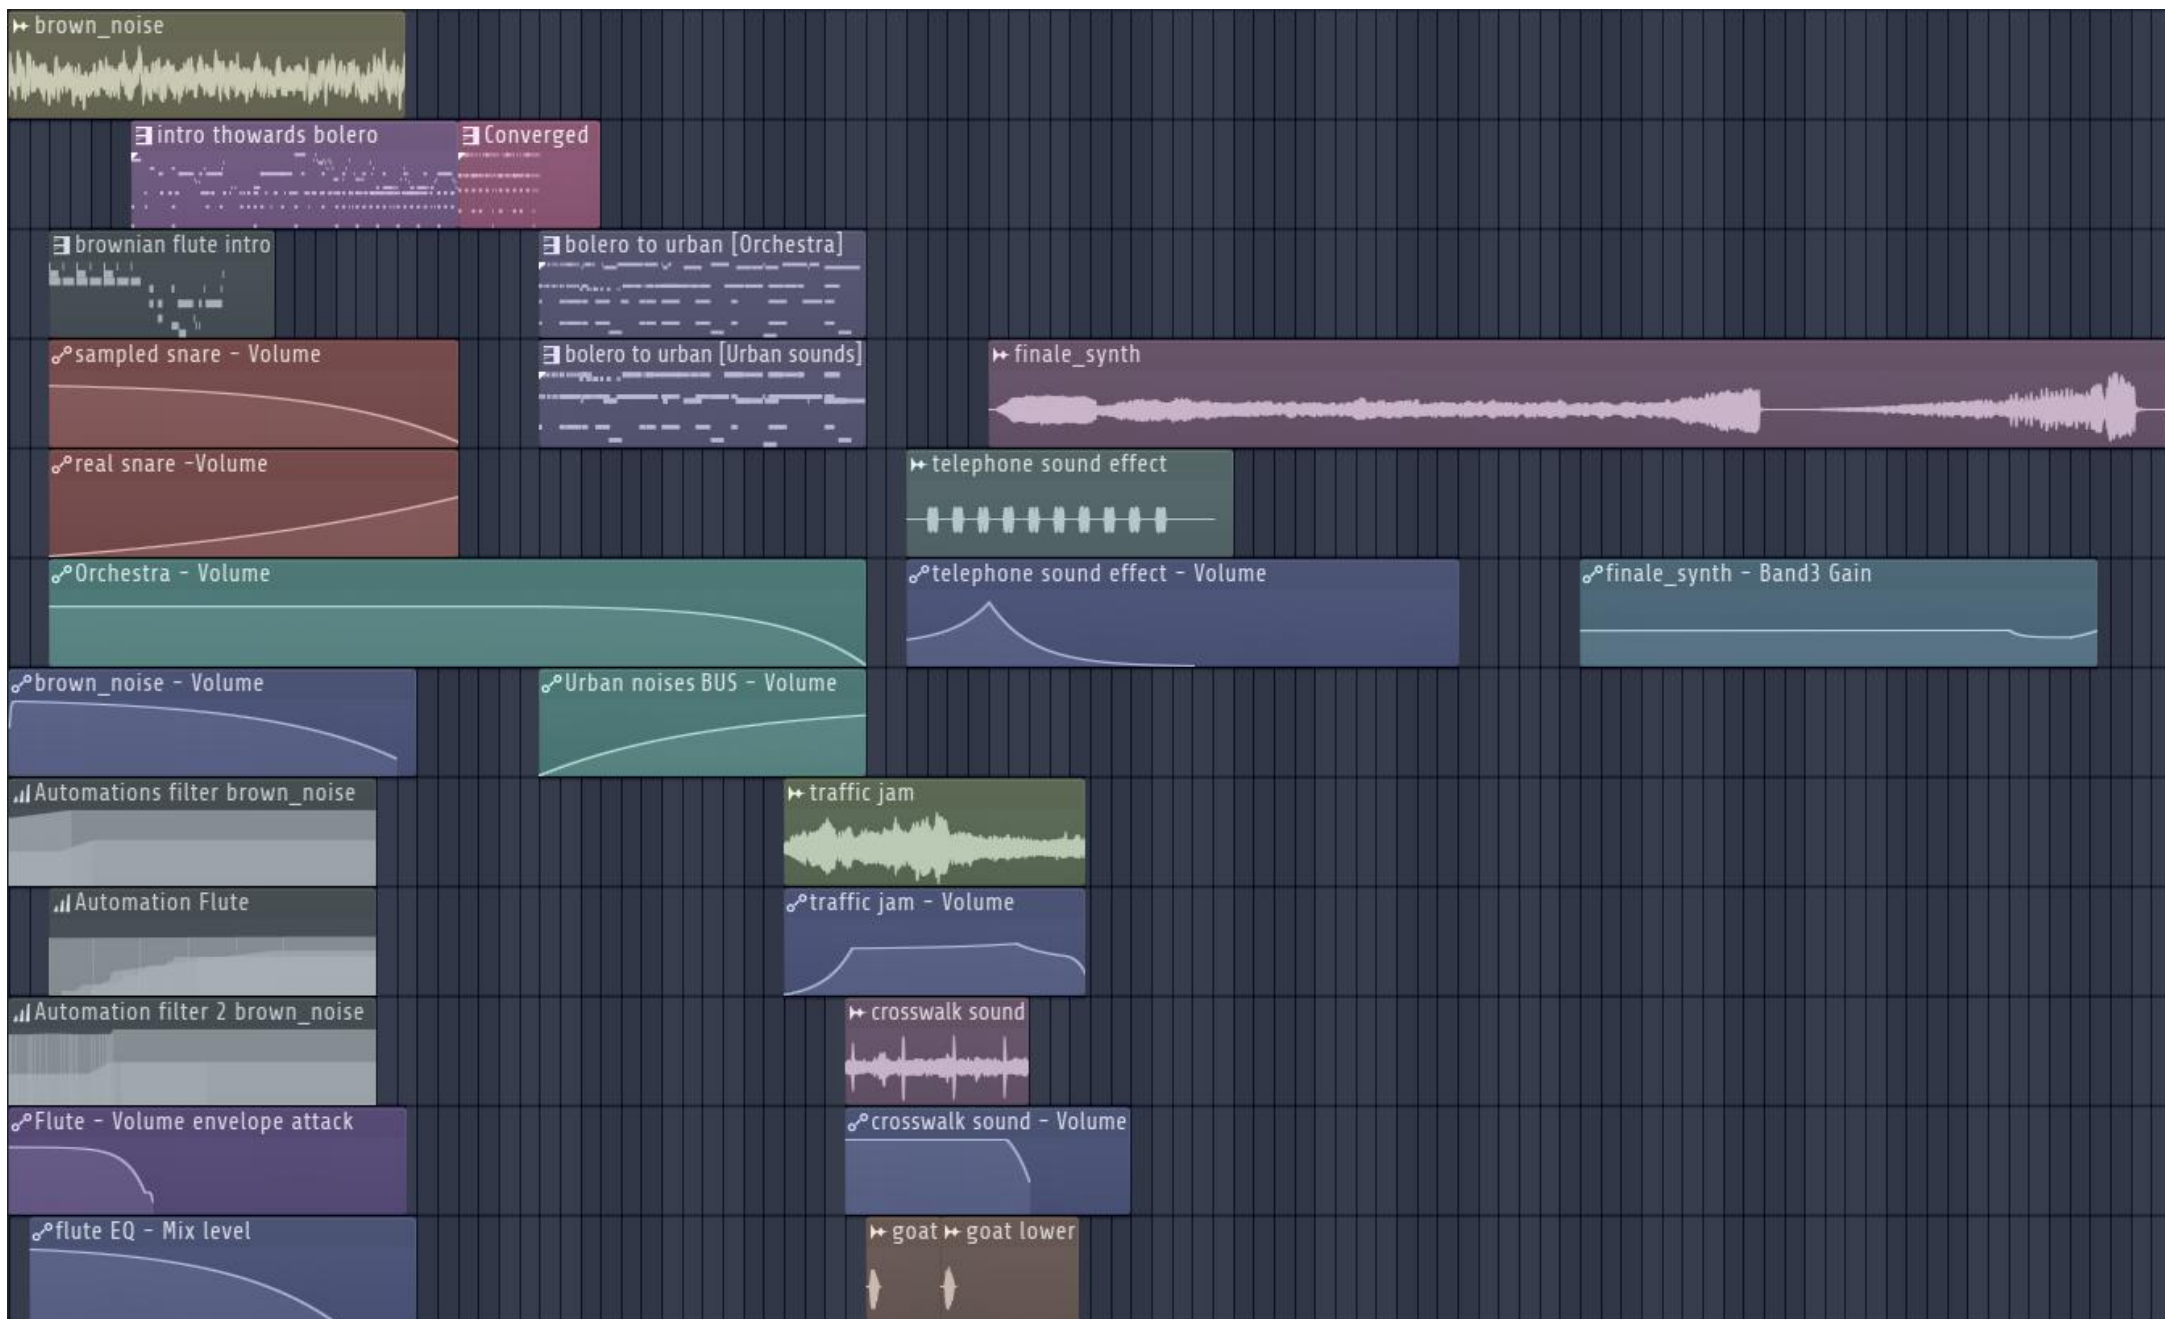 brown_noise
intro thowards bolero
Converged
brownian flute intro
bolero to urban [Orchestra]
sampled snare - Volume
bolero to urban [Urban sounds]
finale_synth
real snare -Volume
telephone sound effect
Orchestra - Volume
telephone sound effect - Volume
finale_synth - Band3 Gain
brown_noise - Volume
Urban noises BUS - Volume
Automations filter brown_noise
traffic jam
Automation Flute
traffic jam - Volume
Automation filter 2 brown_noise
crosswalk sound
Flute - Volume envelope attack
crosswalk sound - Volume
flute EQ - Mix level
goat
goat lower